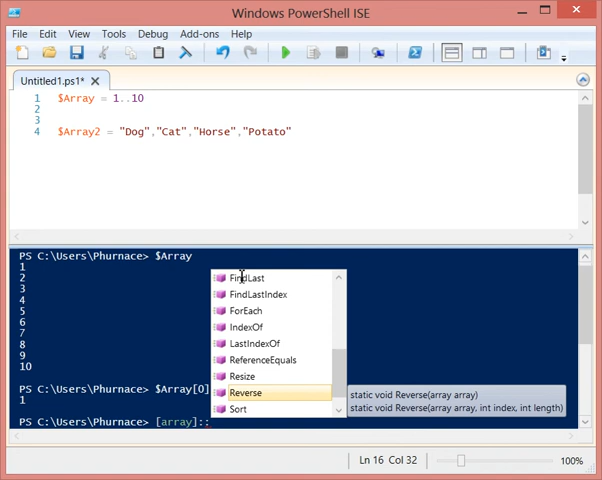 Windows PowerShell ISE
File Edit View Tools Debug Add-ons Help
Untitled1.ps1*
1 $Array = 1..10
2
3
4 $Array2 = "Dog","Cat","Horse","Potato"
PS C:\Users\Phurnace> $Array
1
2
3
4
5
6
7
8
9
10
PS C:\Users\Phurnace> $Array[0]
1
PS C:\Users\Phurnace> [array]::
FindLast
FindLastIndex
ForEach
IndexOf
LastIndexOf
ReferenceEquals
Resize
Reverse
Sort
static void Reverse(array array)
static void Reverse(array array, int index, int length)
Ln 16 Col 32
100%